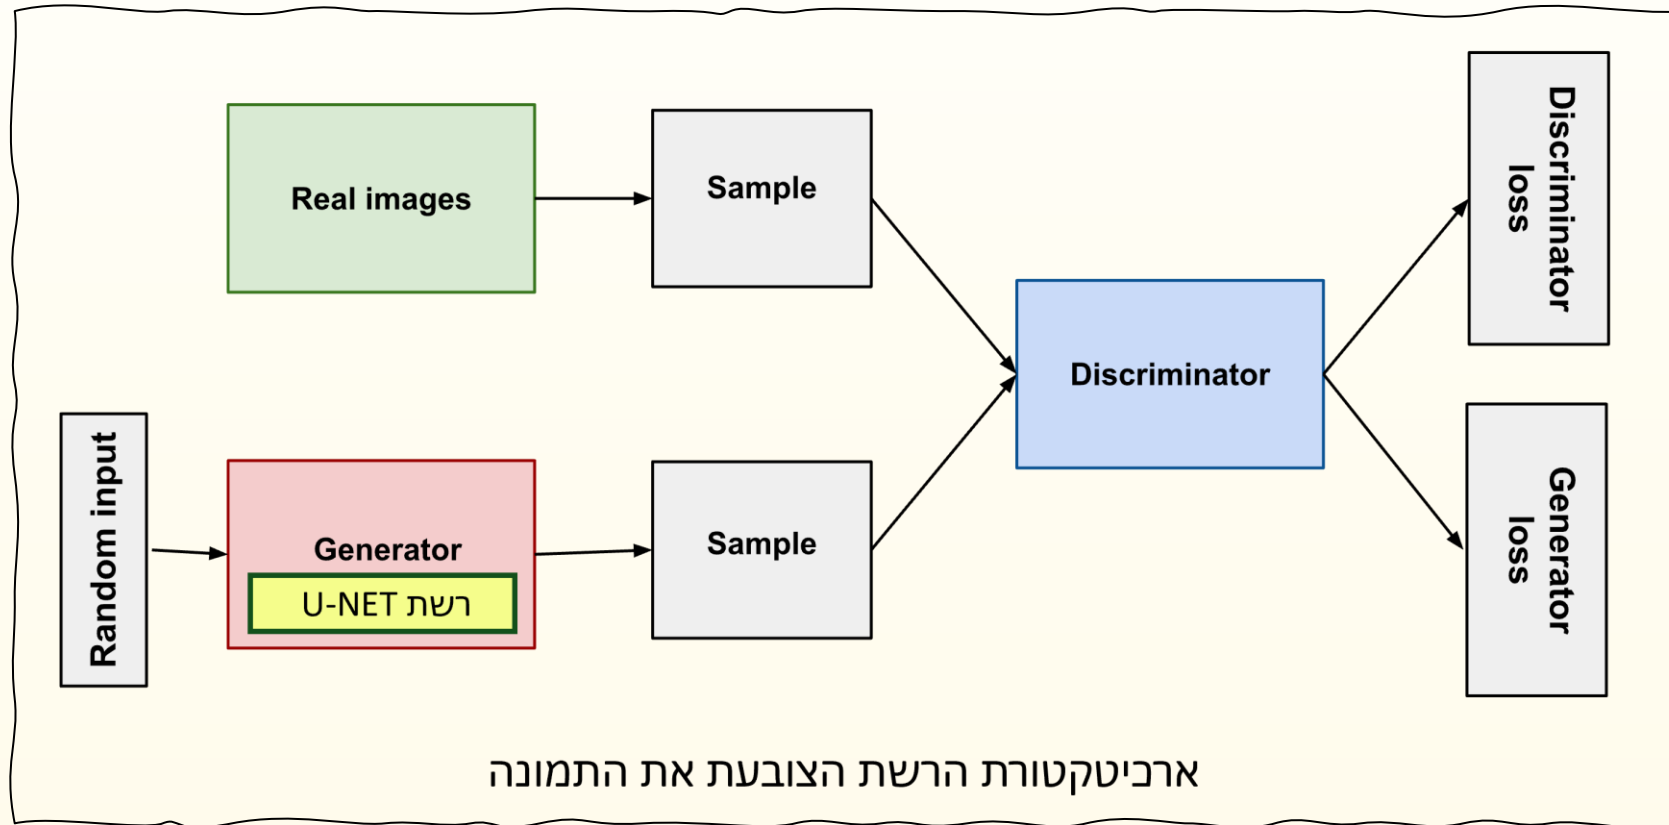 Real images
Sample
Discriminator
loss
Discriminator
Random input
Generator
רשת U-NET
Sample
Generator
loss
ארכיטקטורת הרשת הצובעת את התמונה